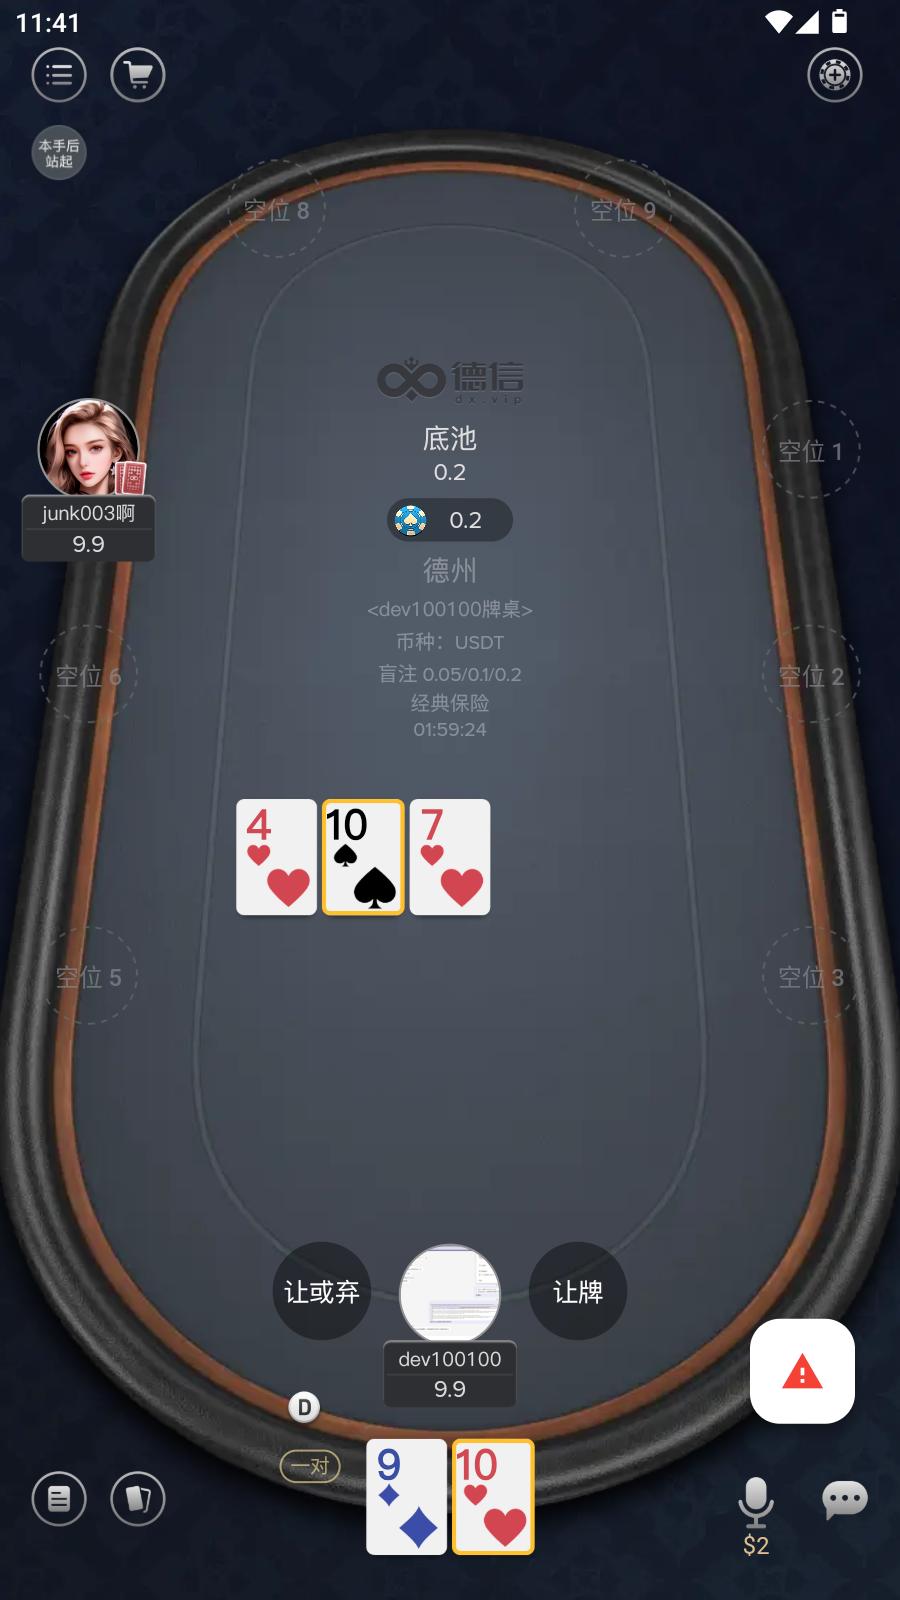 11:41
本手后
站起
空位 8
空位 9
德信
dx.vip
底池
0.2
0.2
空位 1
junk003啊
9.9
德州
<dev100100牌桌>
币种：USDT
盲注 0.05/0.1/0.2
经典保险
01:59:24
空位 6
空位 2
4
10
7
空位 5
空位 3
让或弃
让牌
dev100100
9.9
D
一对
9
10
$2